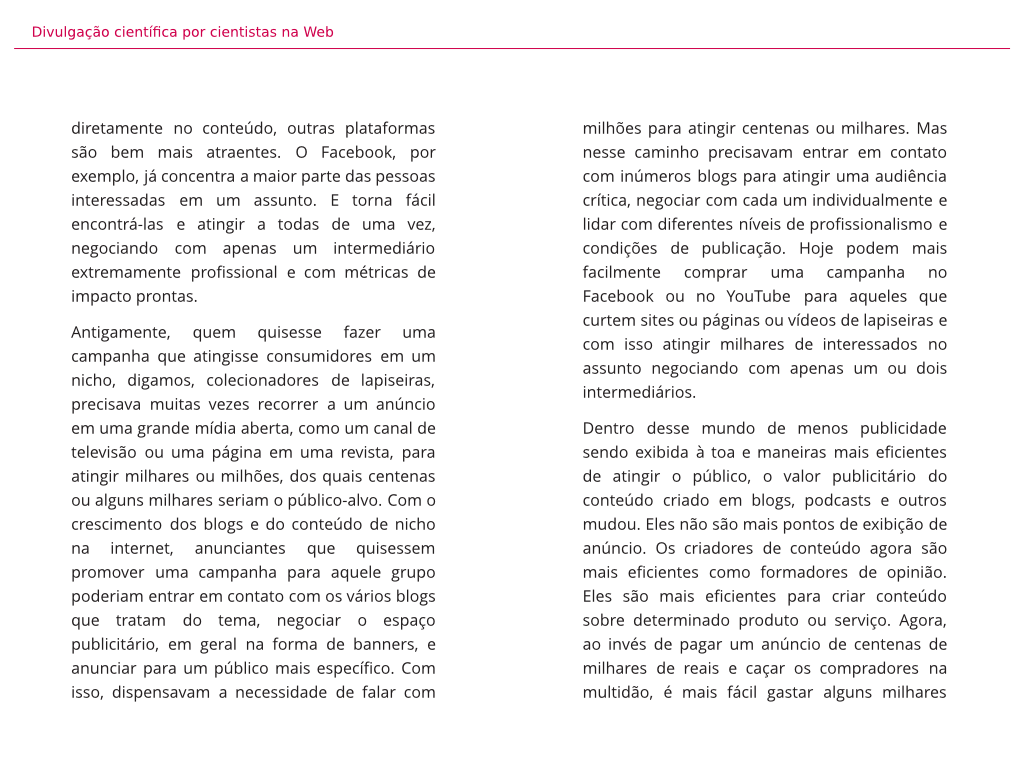 Divulgação científica por cientistas na Web
diretamente no conteúdo, outras plataformas
são bem mais atraentes. O Facebook, por
exemplo, já concentra a maior parte das pessoas
interessadas em um assunto. E torna fácil
encontrá-las e atingir a todas de uma vez,
negociando com apenas um intermediário
extremamente profissional e com métricas de
impacto prontas.
Antigamente, quem quisesse fazer uma
campanha que atingisse consumidores em um
nicho, digamos, colecionadores de lapiseiras,
precisava muitas vezes recorrer a um anúncio
em uma grande mídia aberta, como um canal de
televisão ou uma página em uma revista, para
atingir milhares ou milhões, dos quais centenas
ou alguns milhares seriam o público-alvo. Com o
crescimento dos blogs e do conteúdo de nicho
na internet, anunciantes que quisessem
promover uma campanha para aquele grupo
poderiam entrar em contato com os vários blogs
que tratam do tema, negociar o espaço
publicitário, em geral na forma de banners, e
anunciar para um público mais específico. Com
isso, dispensavam a necessidade de falar com
milhões para atingir centenas ou milhares. Mas
nesse caminho precisavam entrar em contato
com inúmeros blogs para atingir uma audiência
crítica, negociar com cada um individualmente e
lidar com diferentes níveis de profissionalismo e
condições de publicação. Hoje podem mais
facilmente comprar uma campanha no
Facebook ou no YouTube para aqueles que
curtem sites ou páginas ou vídeos de lapiseiras e
com isso atingir milhares de interessados no
assunto negociando com apenas um ou dois
intermediários.
Dentro desse mundo de menos publicidade
sendo exibida à toa e maneiras mais eficientes
de atingir o público, o valor publicitário do
conteúdo criado em blogs, podcasts e outros
mudou. Eles não são mais pontos de exibição de
anúncio. Os criadores de conteúdo agora são
mais eficientes como formadores de opinião.
Eles são mais eficientes para criar conteúdo
sobre determinado produto ou serviço. Agora,
ao invés de pagar um anúncio de centenas de
milhares de reais e caçar os compradores na
multidão, é mais fácil gastar alguns milhares